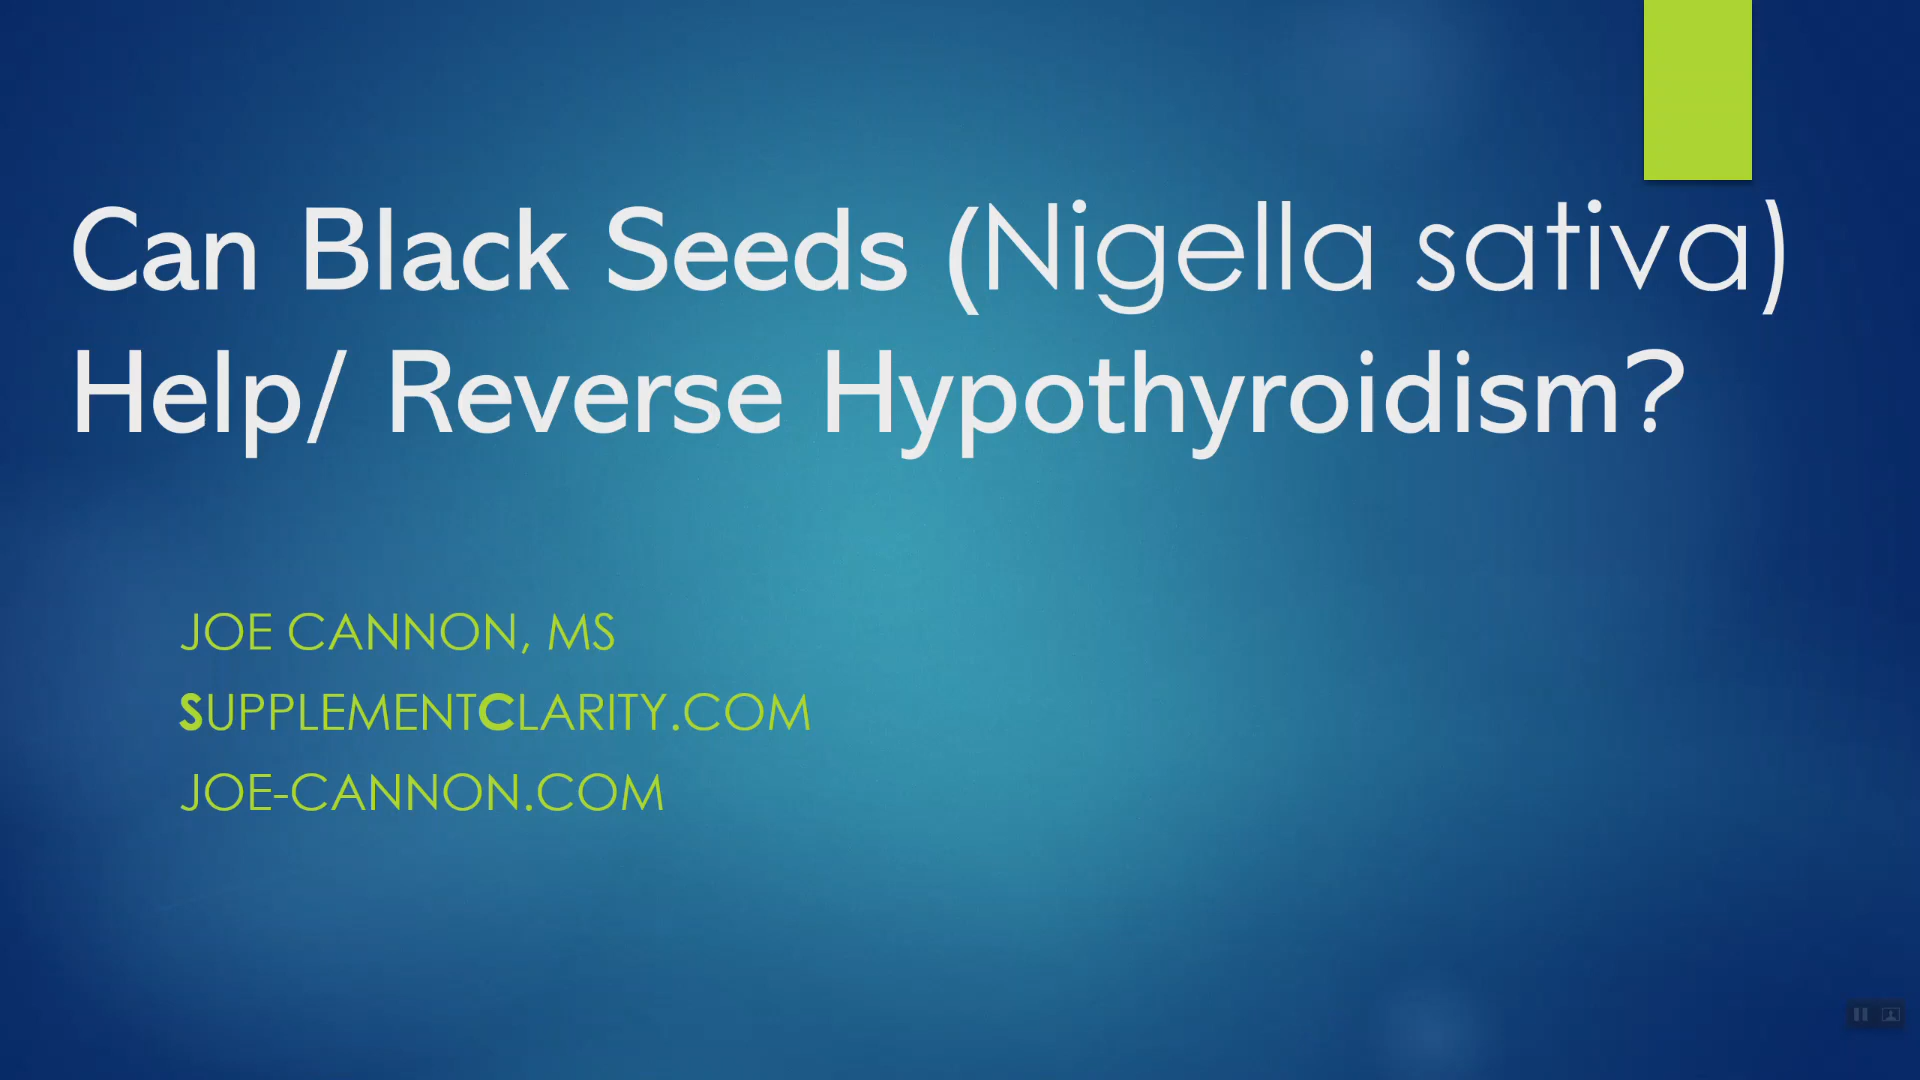 Can Black Seeds (Nigella sativa)
Help/ Reverse Hypothyroidism?
JOE CANNON, MS
SUPPLEMENTCLARITY.COM
JOE-CANNON.COM